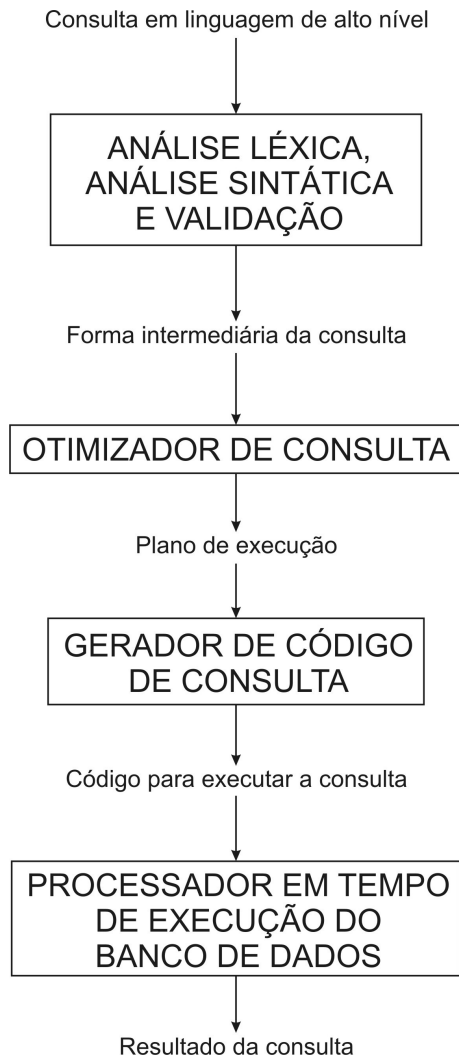 Consulta em linguagem de alto nível
ANÁLISE LÉXICA,
ANÁLISE SINTÁTICA
E VALIDAÇÃO
Forma intermediária da consulta
OTIMIZADOR DE CONSULTA
Plano de execução
GERADOR DE CÓDIGO
DE CONSULTA
Código para executar a consulta
PROCESSADOR EM TEMPO
DE EXECUÇÃO DO
BANCO DE DADOS
Resultado da consulta